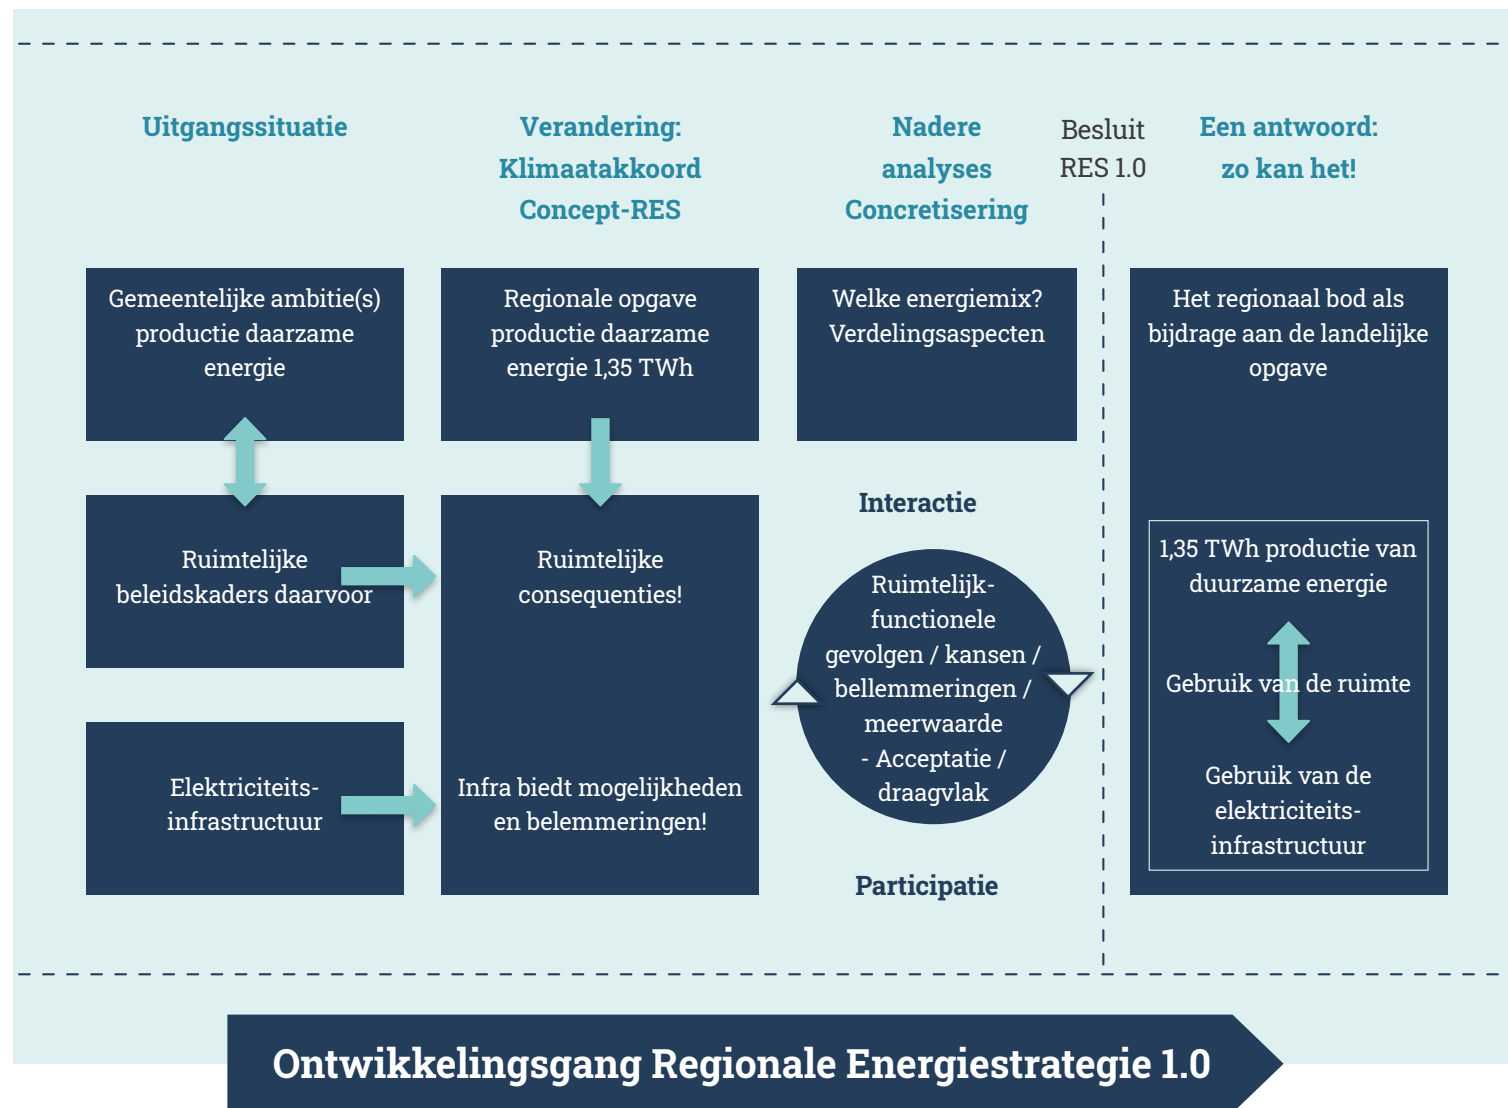 Uitgangssituatie
Gemeentelijke ambitie(s)
productie daarzame
energie
Ruimtelijke
beleidskaders daarvoor
Elektriciteits-
infrastructuur
Verandering:
Klimaatakkoord
Concept-RES
Regionale opgave
productie daarzame
energie 1,35 TWh
Ruimtelijke
consequenties!
Infra biedt mogelijkheden
en belemmeringen!
Nadere
analyses
Concretisering
Welke energiemix?
Verdelingsaspecten
Interactie
Ruimtelijk-
functionele
gevolgen / kansen /
bellemmeringen /
meerwaarde
- Acceptatie /
draagvlak
Participatie
Besluit
RES 1.0
Een antwoord:
zo kan het!
Het regionaal bod als
bijdrage aan de landelijke
opgave
1,35 TWh productie van
duurzame energie
Gebruik van de ruimte
Gebruik van de
elektriciteits-
infrastructuur
Ontwikkelingsgang Regionale Energiestrategie 1.0